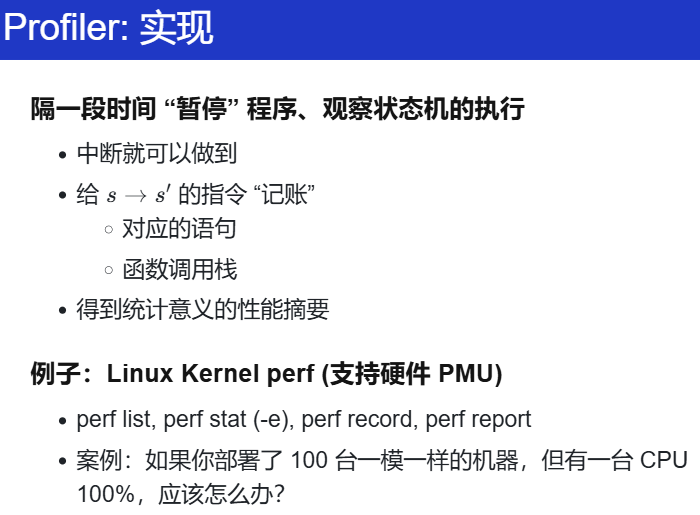 Profiler: 实现
隔一段时间 “暂停” 程序、观察状态机的执行
• 中断就可以做到
• 给 s → s′ 的指令 “记账”
◦ 对应的语句
◦ 函数调用栈
• 得到统计意义的性能摘要
例子：Linux Kernel perf (支持硬件 PMU)
• perf list, perf stat (-e), perf record, perf report
• 案例：如果你部署了 100 台一模一样的机器，但有一台 CPU
100%，应该怎么办？